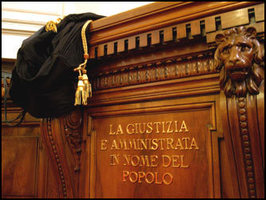 LA GIUSTIZIA
E AMMINISTRATA
IN NOME DEL
POPOLO